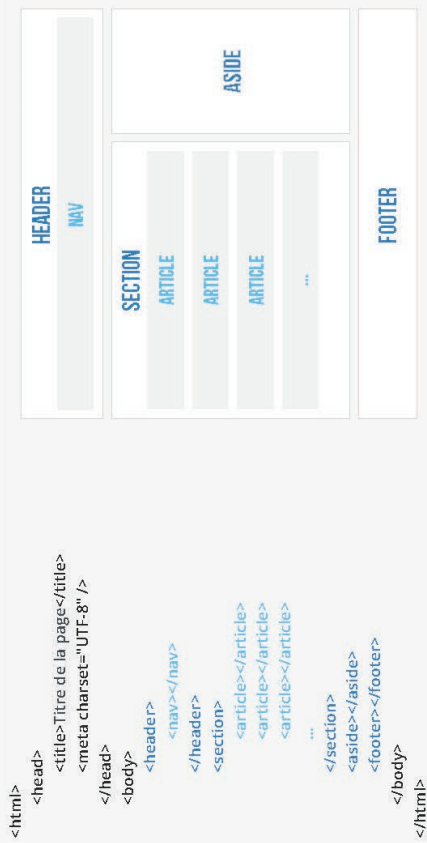 <html>
<head>
<title>Titre de la page</title>
<meta charset="UTF-8" />
</head>
<body>
<header>
<nav></nav>
</header>
<section>
<article></article>
<article></article>
<article></article>
...
</section>
<aside></aside>
<footer></footer>
</body>
</html>
HEADER
NAV
SECTION
ARTICLE
ARTICLE
ARTICLE
...
ASIDE
FOOTER